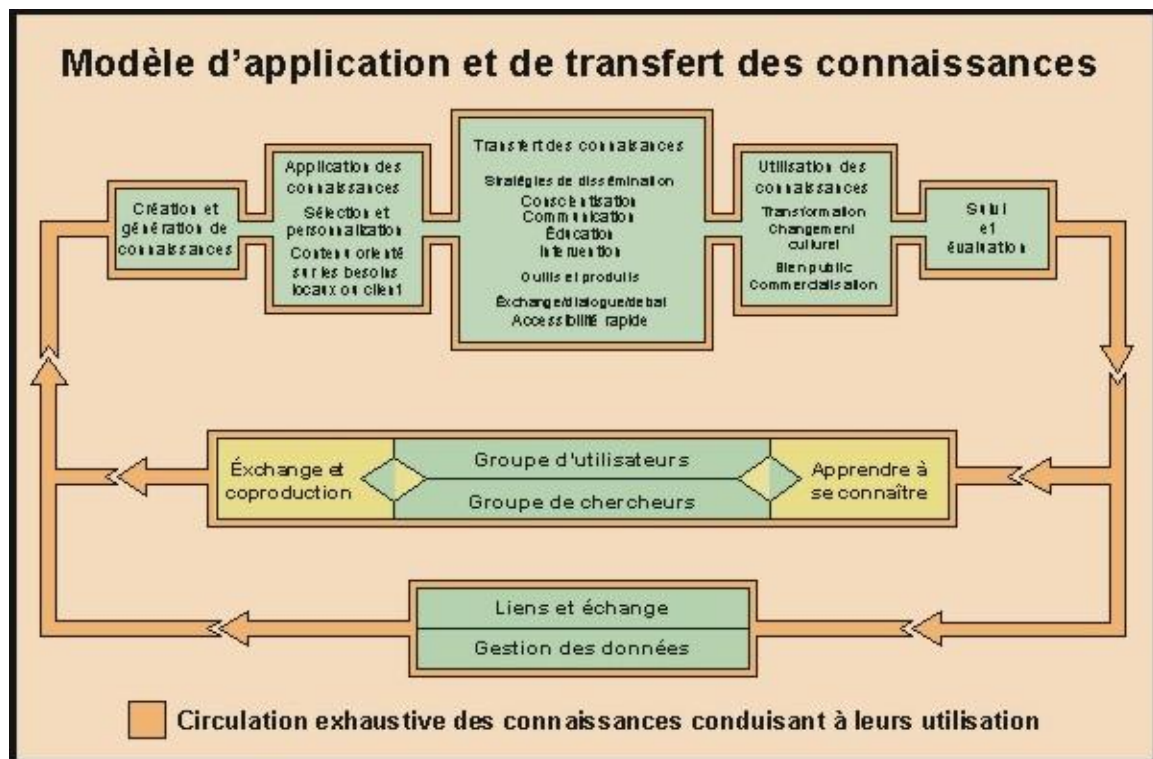 Modèle d'application et de transfert des connaissances
Création et
génération de
connaissances
Application des
connaissances
Sélection et
personnalization
Contenu orienté
sur les besoins
locaux ou client
Transfert des connaissances
Stratégies de dissémination
Conscientisation
Communication
Éducation
Intervention
Outils et produits
Éxchange/dialogue/debat
Accessibilité rapide
Utilisation des
connaissances
Transformation
Changement
culturel
Bien public
Commercialisation
Suivi
et
évaluation
Éxchange et
coproduction
Groupe d'utilisateurs
Groupe de chercheurs
Apprendre à
se connaître
Liens et échange
Gestion des données
Circulation exhaustive des connaissances conduisant à leurs utilisation